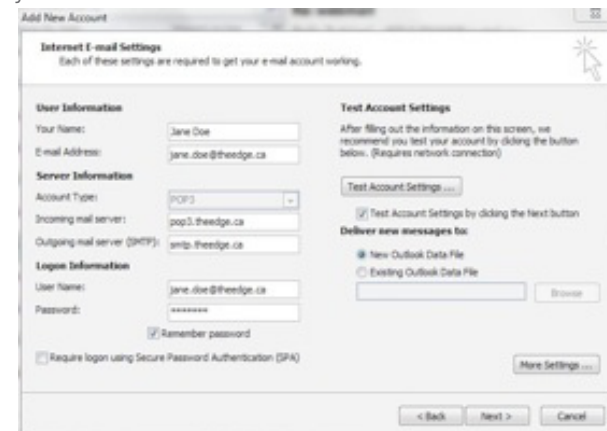 Add New Account
Internet E-mail Settings
Each of these settings are required to get your e-mail account working.
User Information
Your Name:
Jane Doe
E-mail Address:
jane.doe@theedge.ca
Server Information
Account Type:
POP3
Incoming mail server:
pop3.theedge.ca
Outgoing mail server (SMTP):
smtp.theedge.ca
Logon Information
User Name:
jane.doe@theedge.ca
Password:
*******
Remember password
Require logon using Secure Password Authentication (SPA)
Test Account Settings
After filling out the information on this screen, we
recommend you test your account by clicking the button
below. (Requires network connection)
Test Account Settings ...
Test Account Settings by clicking the Next button
Deliver new messages to:
New Outlook Data File
Existing Outlook Data File
Browse
More Settings ...
< Back
Next >
Cancel